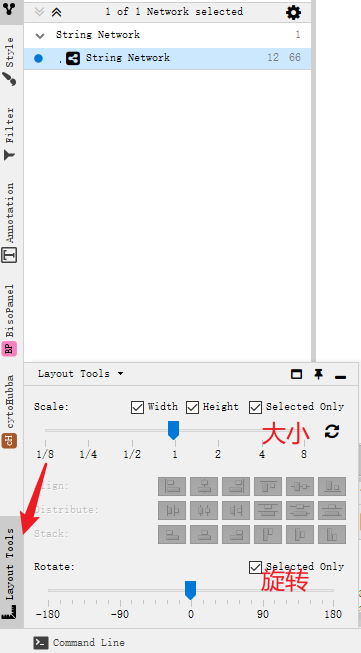 1 of 1 Network selected
Style
String Network 1
String Network 12 66
Filter
Annotation
BP BisoPanel
cH cytoHubba
Layout Tools
Layout Tools
Scale: Width Height Selected Only
大小
1/8 1/4 1/2 1 2 4 8
Align:
Distribute:
Stack:
Rotate: Selected Only
旋转
-180 -90 0 90 180
Command Line